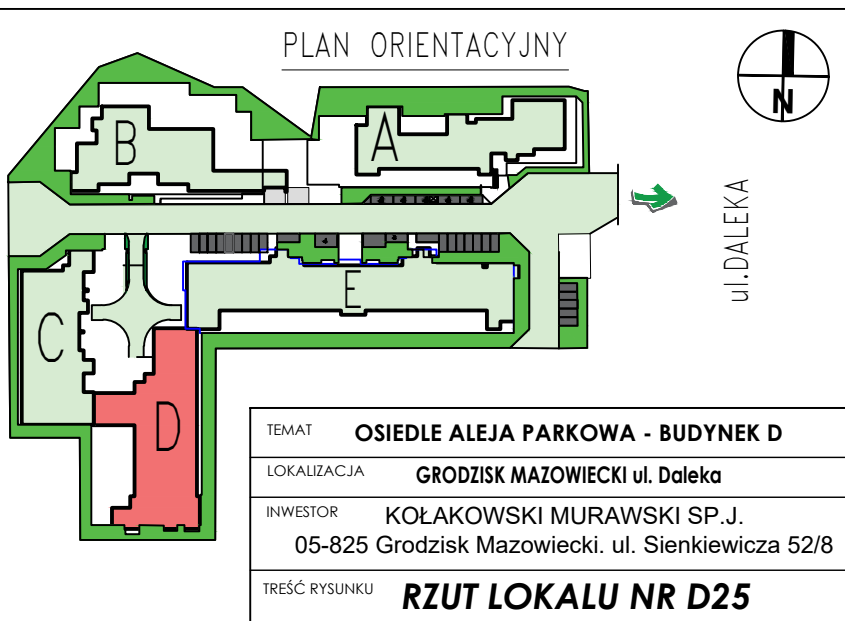 PLAN ORIENTACYJNY
N
B
A
ul.DALEKA
E
C
D
TEMAT OSIEDLE ALEJA PARKOWA - BUDYNEK D
LOKALIZACJA GRODZISK MAZOWIECKI ul. Daleka
INWESTOR KOŁAKOWSKI MURAWSKI SP.J.
05-825 Grodzisk Mazowiecki. ul. Sienkiewicza 52/8
TREŚĆ RYSUNKU RZUT LOKALU NR D25